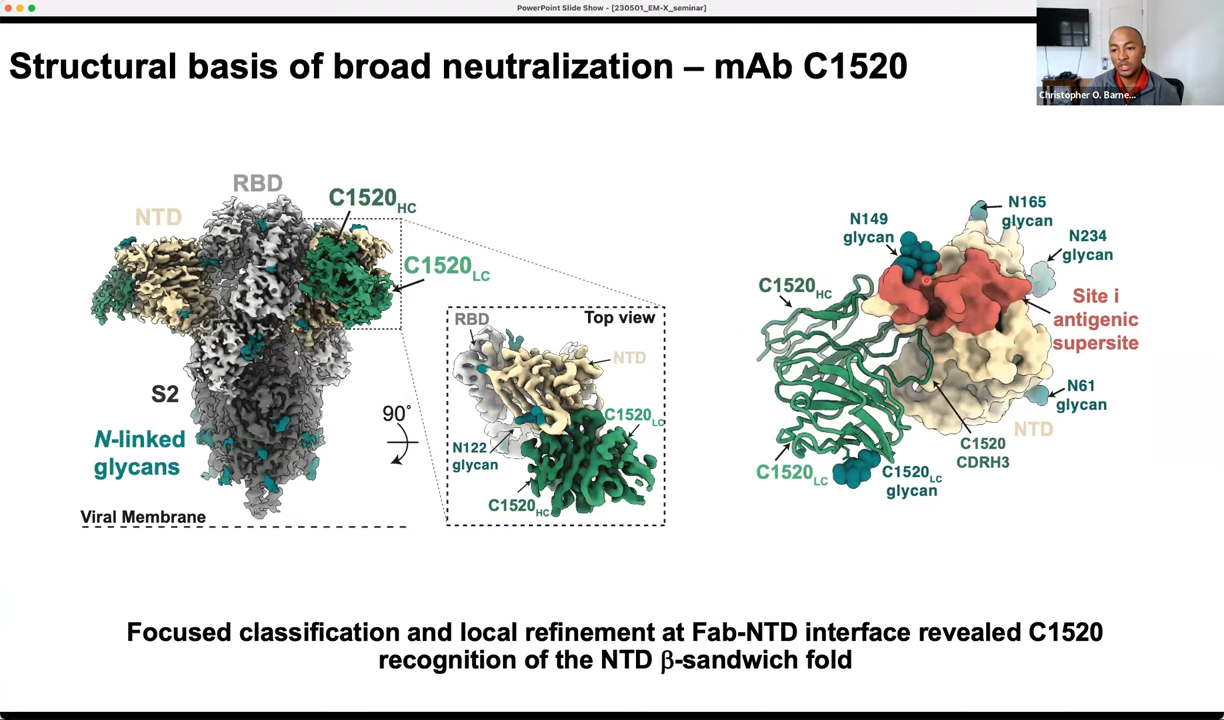 PowerPoint Slide Show - [230501_EM-X_seminar]
Structural basis of broad neutralization – mAb C1520
Christopher O. Barne...
RBD
NTD
C1520HC
C1520LC
S2
N-linked
glycans
Viral Membrane
90°
RBD
Top view
NTD
C1520LC
N122
glycan
C1520HC
N165
glycan
N149
glycan
N234
glycan
C1520HC
Site i
antigenic
supersite
N61
glycan
NTD
C1520
CDRH3
C1520LC
C1520LC
glycan
Focused classification and local refinement at Fab-NTD interface revealed C1520
recognition of the NTD β-sandwich fold